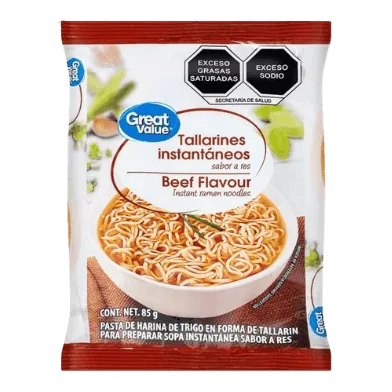 EXCESO
GRASAS
SATURADAS
EXCESO
SODIO
SECRETARÍA DE SALUD
Great
Value
Tallarines
instantáneos
sabor a res
Beef Flavour
Instant ramen noodles
CONT. NET. 85 g
PASTA DE HARINA DE TRIGO EN FORMA DE TALLARIN
PARA PREPARAR SOPA INSTANTÁNEA SABOR A RES